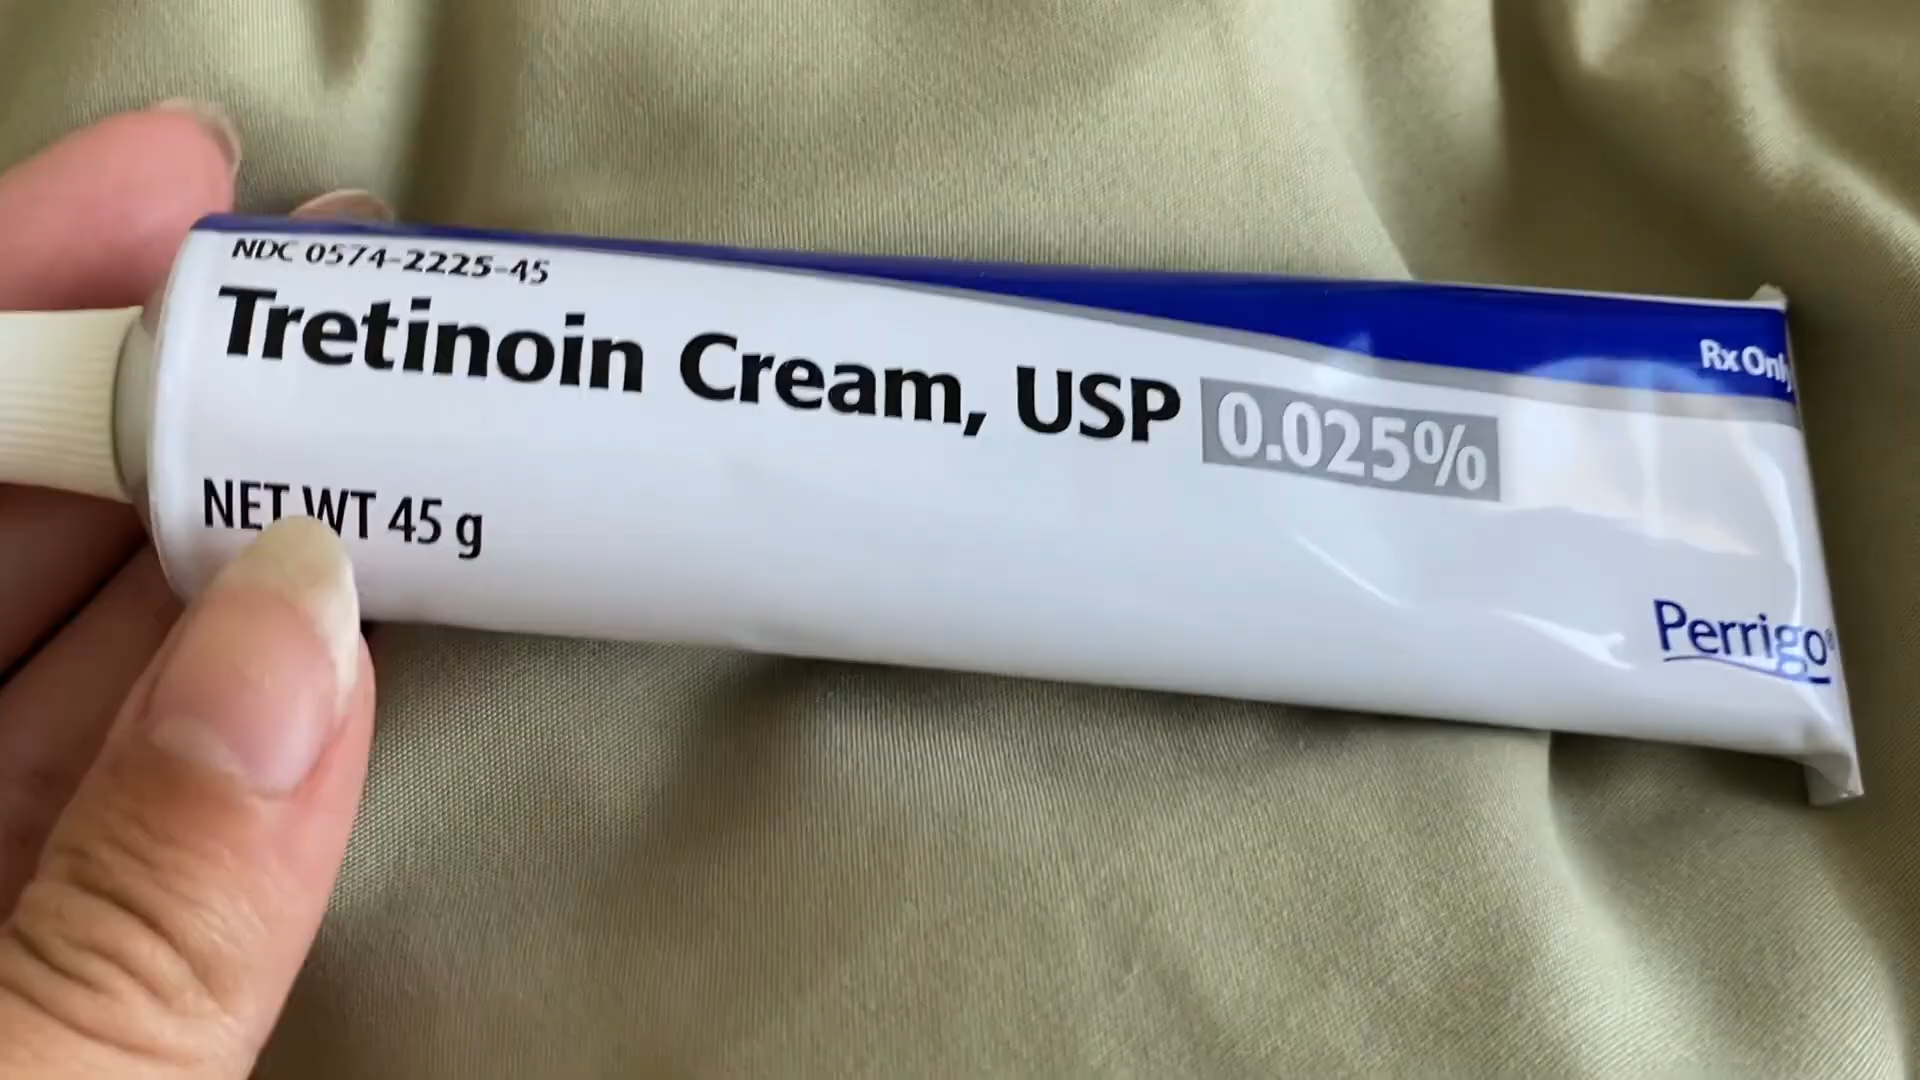 NDC 0574-2225-45
Tretinoin Cream, USP 0.025%
Rx Only
NET WT 45 g
Perrigo®